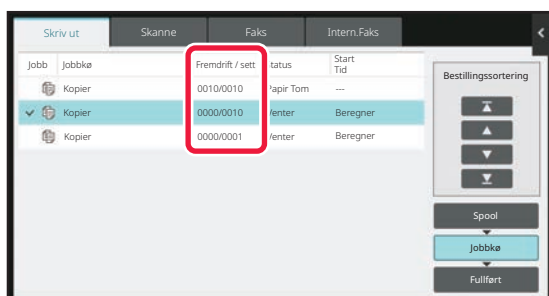 Skriv ut Skanne Faks Intern.Faks
Jobb Jobbkø Fremdrift / sett tatus Start Tid
Kopier 0010/0010 Papir Tom ---
Kopier 0000/0010 Venter Beregner
Kopier 0000/0001 Venter Beregner
Bestillingssortering
Spool
Jobbkø
Fullført